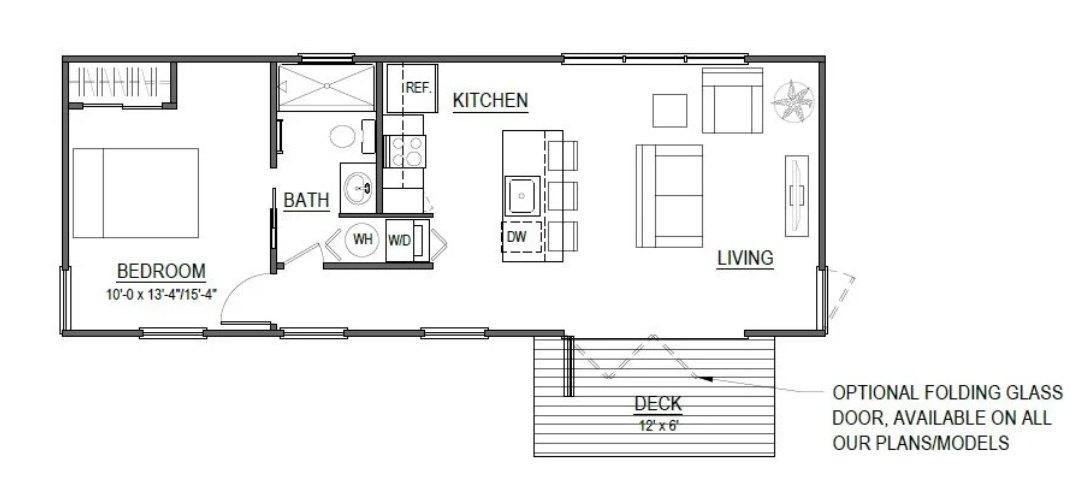 REF.
KITCHEN
BATH
WH
W/D
DW
LIVING
BEDROOM
10'-0 x 13'-4"/15'-4"
DECK
12' x 6'
OPTIONAL FOLDING GLASS
DOOR, AVAILABLE ON ALL
OUR PLANS/MODELS